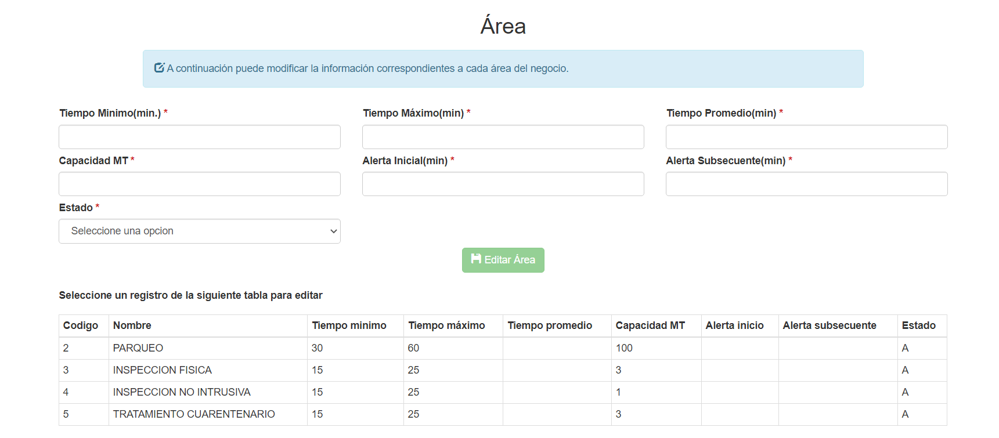 Área
A continuación puede modificar la información correspondientes a cada área del negocio.
Tiempo Minimo(min.) * Tiempo Máximo(min) * Tiempo Promedio(min) *
Capacidad MT * Alerta Inicial(min) * Alerta Subsecuente(min) *
Estado *
Seleccione una opcion
Editar Área
Seleccione un registro de la siguiente tabla para editar
Codigo Nombre Tiempo minimo Tiempo máximo Tiempo promedio Capacidad MT Alerta inicio Alerta subsecuente Estado
2 PARQUEO 30 60 100 A
3 INSPECCION FISICA 15 25 3 A
4 INSPECCION NO INTRUSIVA 15 25 1 A
5 TRATAMIENTO CUARENTENARIO 15 25 3 A